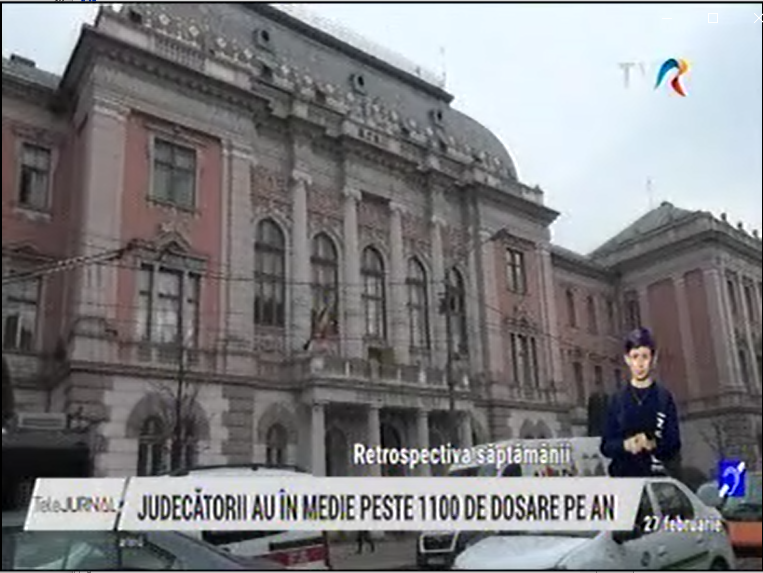 TVR
Retrospectiva săptămânii
TeleJURNAL
JUDECĂTORII AU ÎN MEDIE PESTE 1100 DE DOSARE PE AN
27 februarie